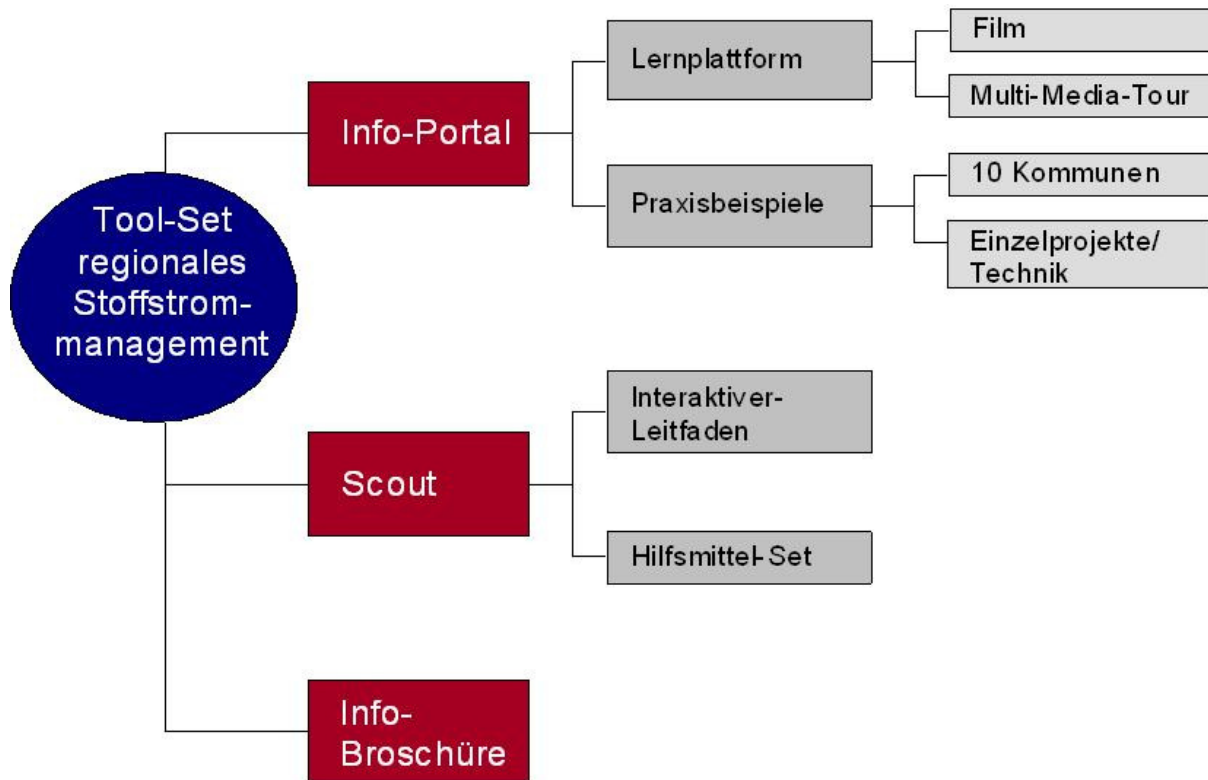 Tool-Set
regionales
Stoffstrom-
management
Info-Portal
Lernplattform
Film
Multi-Media-Tour
Praxisbeispiele
10 Kommunen
Einzelprojekte/
Technik
Scout
Interaktiver-
Leitfaden
Hilfsmittel-Set
Info-
Broschüre